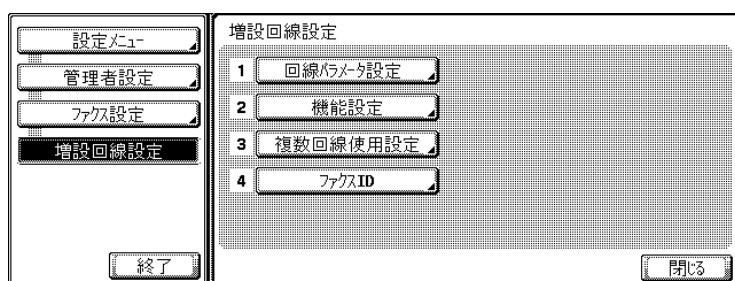 設定メニュー
管理者設定
ファクス設定
増設回線設定
終了
増設回線設定
1 回線パラメータ設定
2 機能設定
3 複数回線使用設定
4 ファクスID
閉じる